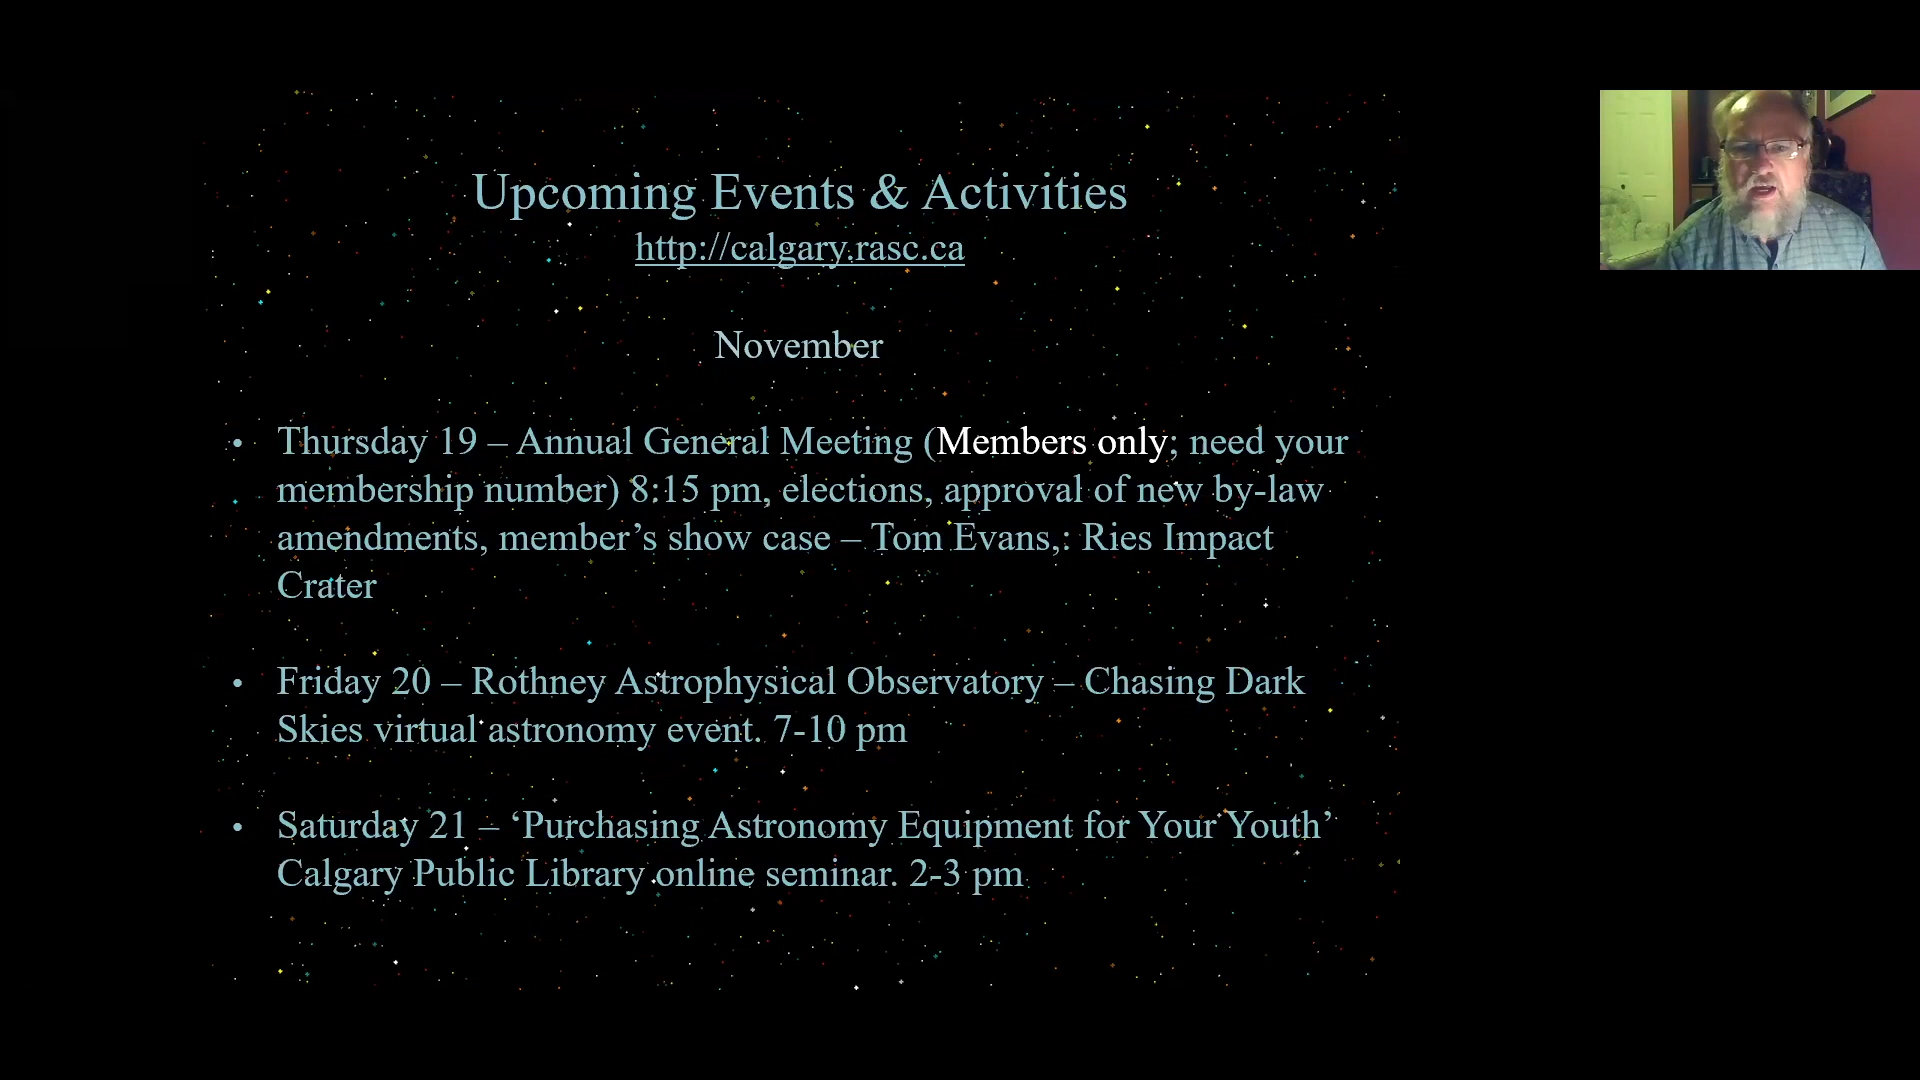 Upcoming Events & Activities
http://calgary.rasc.ca
November
• Thursday 19 – Annual General Meeting (Members only; need your
membership number) 8:15 pm, elections, approval of new by-law
amendments, member’s show case – Tom Evans,: Ries Impact
Crater
• Friday 20 – Rothney Astrophysical Observatory – Chasing Dark
Skies virtual astronomy event. 7-10 pm
• Saturday 21 – ‘Purchasing Astronomy Equipment for Your Youth’
Calgary Public Library online seminar. 2-3 pm